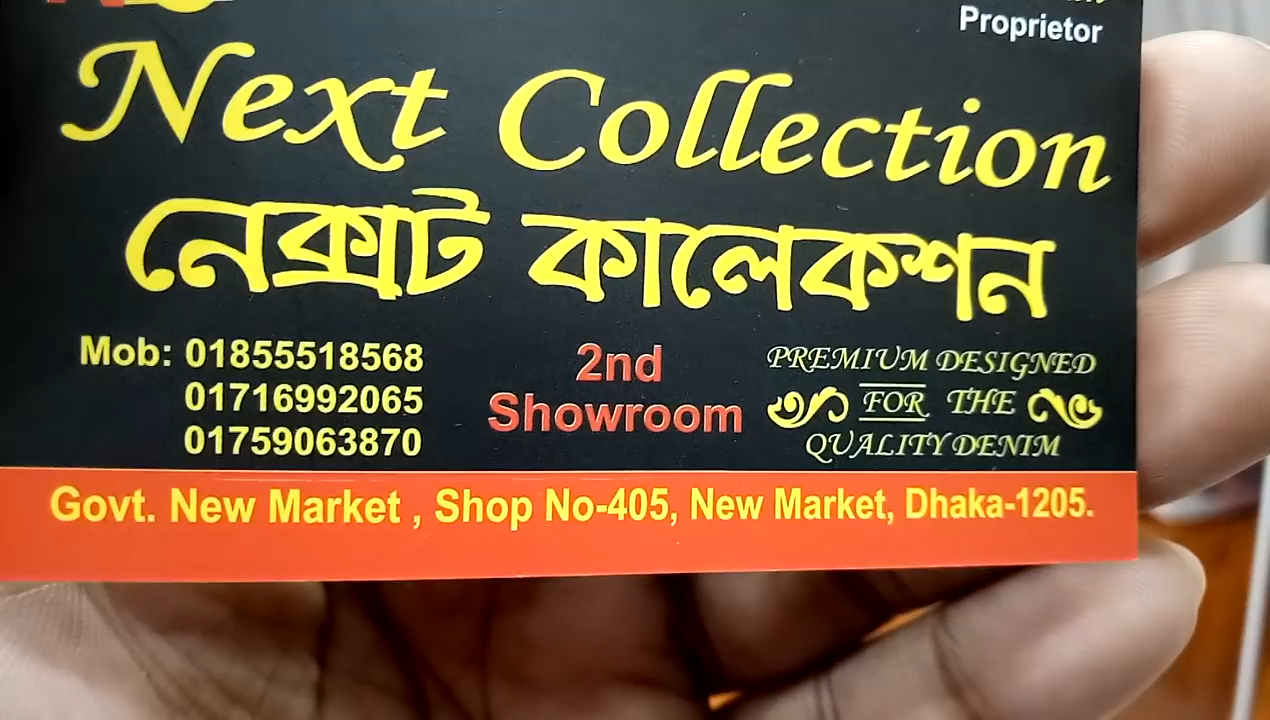 Proprietor
Next Collection
নেক্সট কালেকশন
Mob: 01855518568
01716992065
01759063870
2nd
Showroom
PREMIUM DESIGNED
FOR THE
QUALITY DENIM
Govt. New Market , Shop No-405, New Market, Dhaka-1205.